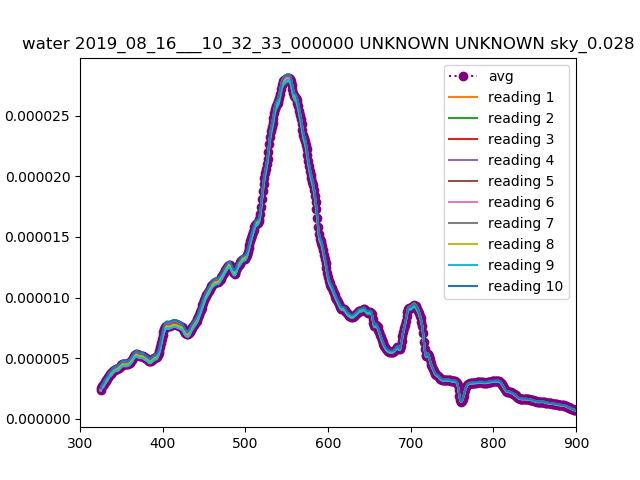 water 2019_08_16___10_32_33_000000 UNKNOWN UNKNOWN sky_0.028
avg
reading 1
reading 2
reading 3
reading 4
reading 5
reading 6
reading 7
reading 8
reading 9
reading 10
0.000025
0.000020
0.000015
0.000010
0.000005
0.000000
300 400 500 600 700 800 900